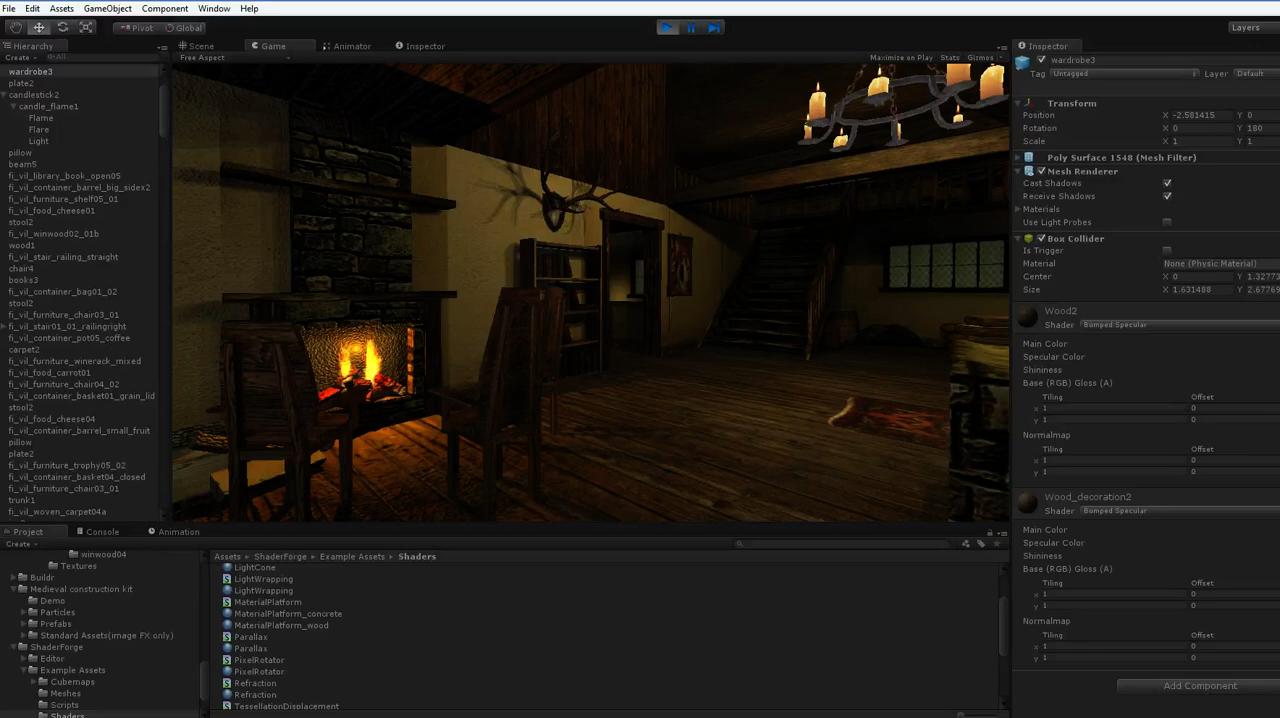 File Edit Assets GameObject Component Window Help
Pivot Global Layers
Hierarchy
Create All
wardrobe3
plate2
candlestick2
candle_flame1
Flame
Flare
Light
pillow
beam5
fi_vil_library_book_open05
fi_vil_container_barrel_big_sidex2
fi_vil_furniture_shelf05_01
fi_vil_food_cheese01
stool2
fi_vil_winwood02_01b
wood1
fi_vil_stair_railing_straight
chair4
books3
fi_vil_container_bag01_02
stool2
fi_vil_furniture_chair03_01
fi_vil_stair01_01_railingright
fi_vil_container_pot05_coffee
carpet2
fi_vil_furniture_winerack_mixed
fi_vil_food_carrot01
fi_vil_furniture_chair04_02
fi_vil_container_basket01_grain_lid
stool2
fi_vil_food_cheese04
fi_vil_container_barrel_small_fruit
pillow
plate2
fi_vil_furniture_trophy05_02
fi_vil_container_basket04_closed
fi_vil_furniture_chair03_01
trunk1
fi_vil_woven_carpet04a
Scene Game Animator Inspector
Free Aspect Maximize on Play Stats Gizmos
Inspector
wardrobe3
Tag Untagged Layer Default
Transform
Position X -2.581415 Y 0
Rotation X 0 Y 180
Scale X 1 Y 1
Poly Surface 1548 (Mesh Filter)
Mesh Renderer
Cast Shadows
Receive Shadows
Materials
Use Light Probes
Box Collider
Is Trigger
Material None (Physic Material)
Center X 0 Y 1.32773
Size X 1.631488 Y 2.67769
Wood2
Shader Bumped Specular
Main Color
Specular Color
Shininess
Base (RGB) Gloss (A)
Tiling Offset
x 1 0
y 1 0
Normalmap
Tiling Offset
x 1 0
y 1 0
Wood_decoration2
Shader Bumped Specular
Main Color
Specular Color
Shininess
Base (RGB) Gloss (A)
Tiling Offset
x 1 0
y 1 0
Normalmap
Tiling Offset
x 1 0
y 1 0
Add Component
Project Console Animation
Create
winwood04
Textures
Buildr
Medieval construction kit
Demo
Particles
Prefabs
Standard Assets(image FX only)
ShaderForge
Editor
Example Assets
Cubemaps
Meshes
Scripts
Shaders
Assets Shader Forge Example Assets Shaders
LightCone
LightWrapping
LightWrapping
MaterialPlatform
MaterialPlatform_concrete
MaterialPlatform_wood
Parallax
Parallax
PixelRotator
PixelRotator
Refraction
Refraction
TessellationDisplacement